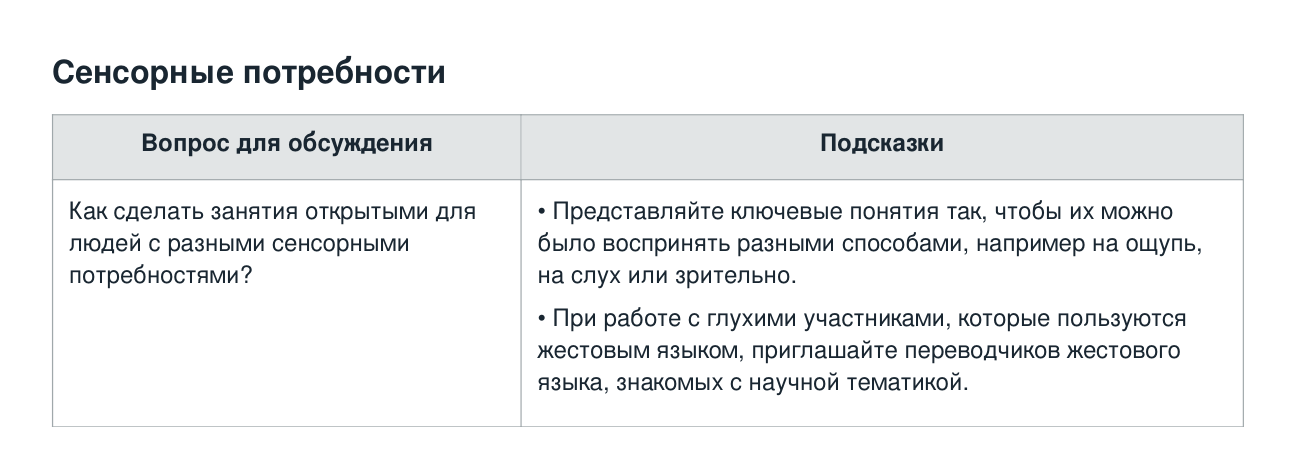 Сенсорные потребности
Вопрос для обсуждения
Подсказки
Как сделать занятия открытыми для
людей с разными сенсорными
потребностями?
• Представляйте ключевые понятия так, чтобы их можно
было воспринять разными способами, например на ощупь,
на слух или зрительно.
• При работе с глухими участниками, которые пользуются
жестовым языком, приглашайте переводчиков жестового
языка, знакомых с научной тематикой.